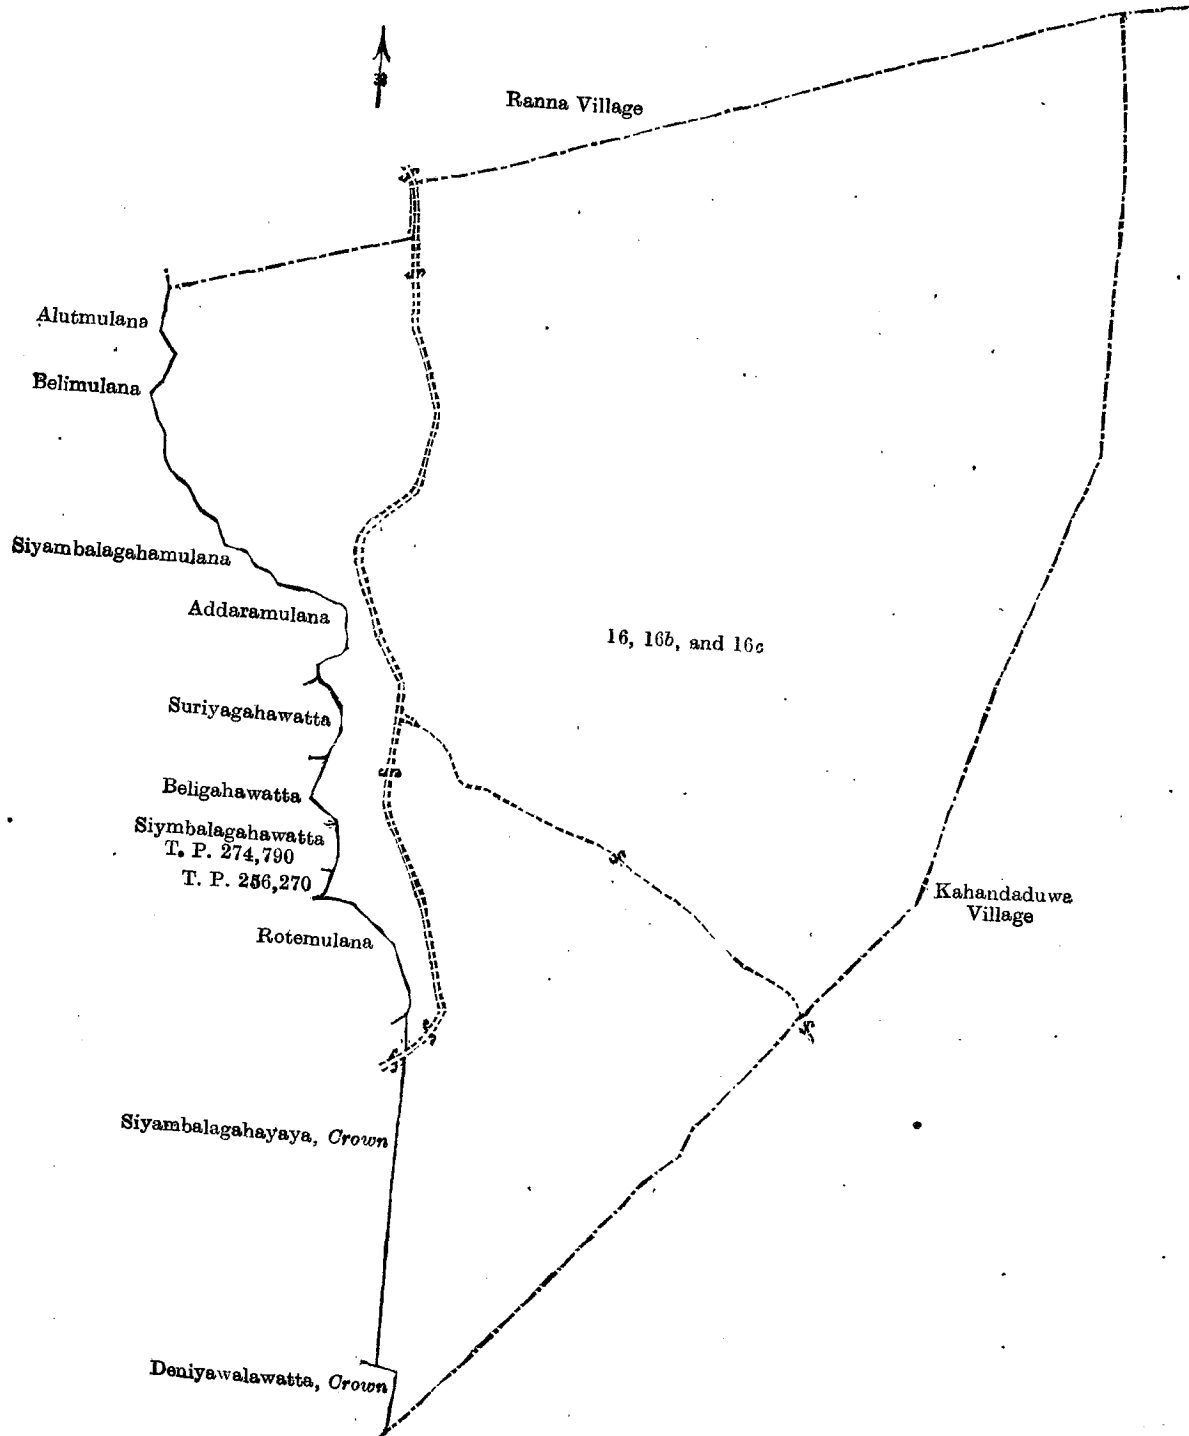 Ranna Village
Alutmulana
Belimulana
Siyambalagahamulana
Addaramulana
16, 16b, and 16c
Suriyagahawatta
Beligahawatta
Siymbalagahawatta
T. P. 274,790
T. P. 256,270
Kahandaduwa
Village
Rotemulana
Siyambalagahayaya, Crown
Deniyawalawatta, Crown